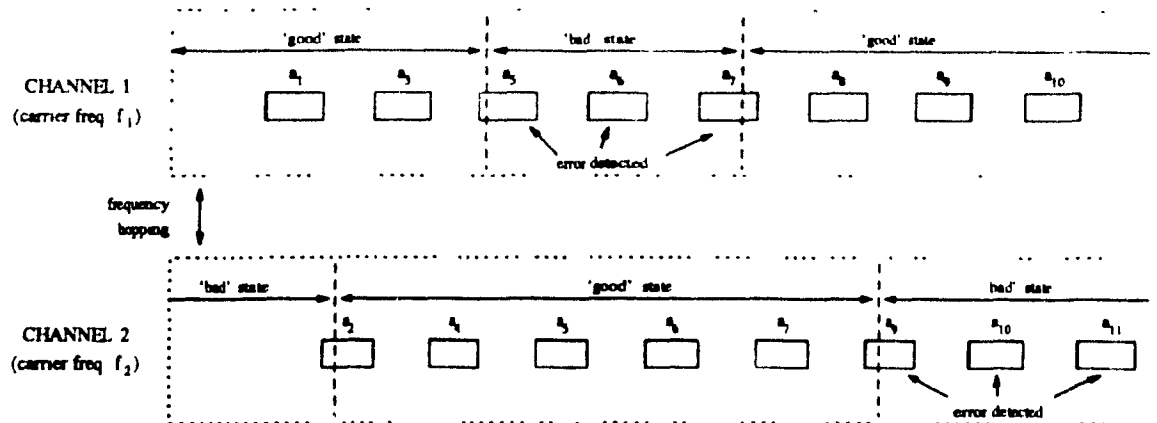 'good' state 'bad' state 'good' state
a1 a3 a5 a6 a7 a8 a9 a10
CHANNEL 1
(carrier freq f1)
error detected
frequency
hopping
'bad' state 'good' state bad' state
a2 a4 a5 a6 a7 a9 a10 a11
CHANNEL 2
(carrier freq f2)
error detected